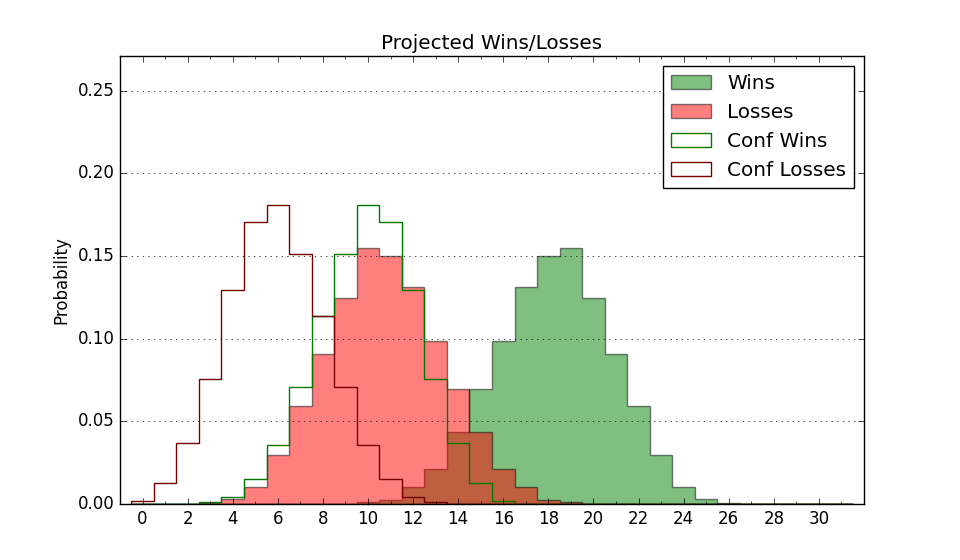 Projected Wins/Losses
Wins
Losses
Conf Wins
Conf Losses
Probability
0.25
0.20
0.15
0.10
0.05
0.00
0 2 4 6 8 10 12 14 16 18 20 22 24 26 28 30